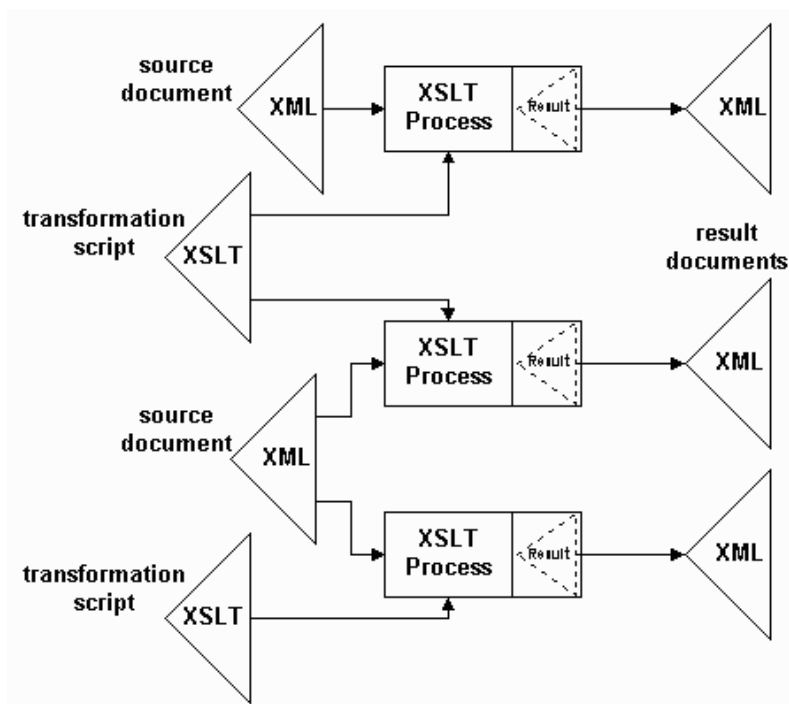 source
document
XML
XSLT
Process
Result
XML
transformation
script
XSLT
result
documents
XSLT
Process
Result
XML
source
document
XML
XSLT
Process
Result
XML
transformation
script
XSLT